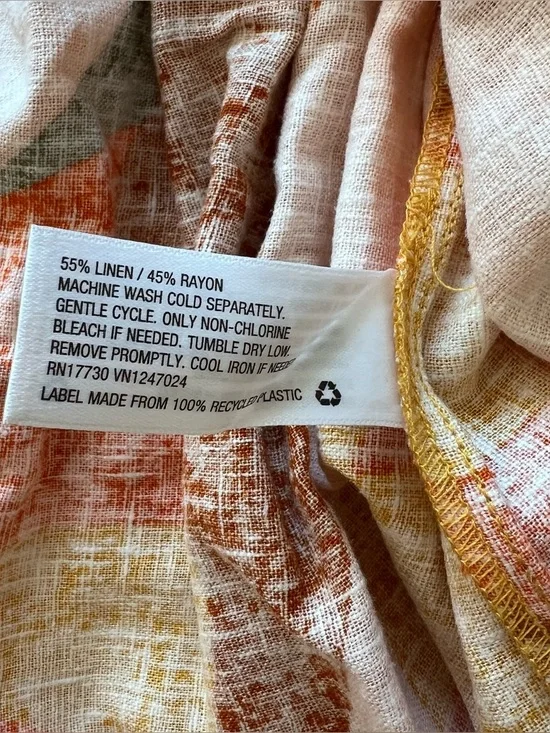 55% LINEN / 45% RAYON
MACHINE WASH COLD SEPARATELY.
GENTLE CYCLE. ONLY NON-CHLORINE
BLEACH IF NEEDED. TUMBLE DRY LOW.
REMOVE PROMPTLY. COOL IRON IF
RN17730 VN1247024
LABEL MADE FROM 100% RECYCLED PLASTIC